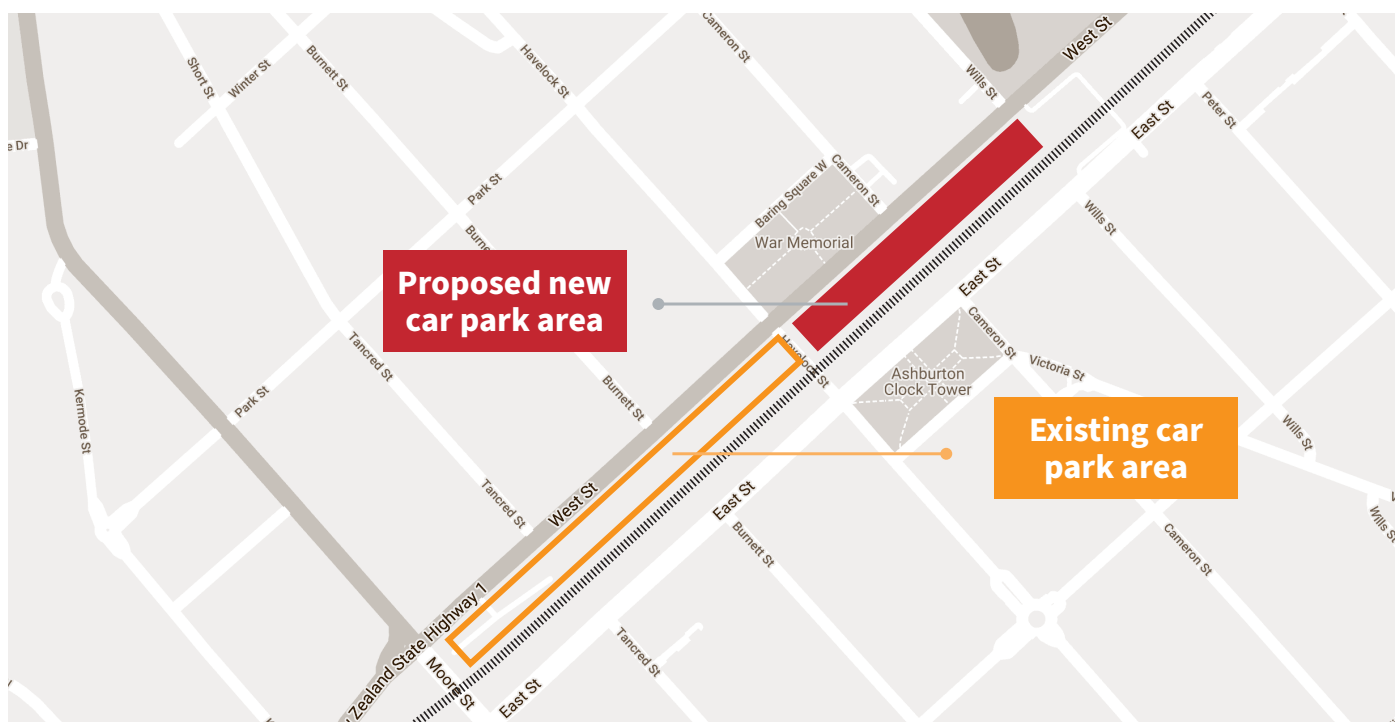 Cameron St
West St
Havelock St
Burnett St
Short St
Winter St
Wills St
Peter St
East St
e Dr
Park St
Baring Square W
Cameron St
Wills St
War Memorial
Burne
Proposed new
car park area
East St
Havelock St
Cameron St
Tancred St
Victoria St
Ashburton
Clock Tower
Park St
Burnett St
Kermode St
Existing car
park area
Wills St
Tancred St
West St
East St
Burnett St
Wills St
Cameron St
Zealand State Highway 1
Moore St
Tancred St
East St